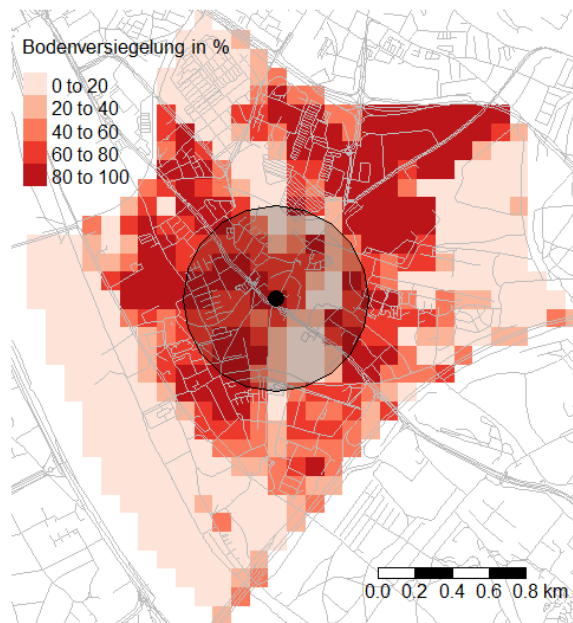 Bodenversiegelung in %
0 to 20
20 to 40
40 to 60
60 to 80
80 to 100
0.0 0.2 0.4 0.6 0.8 km